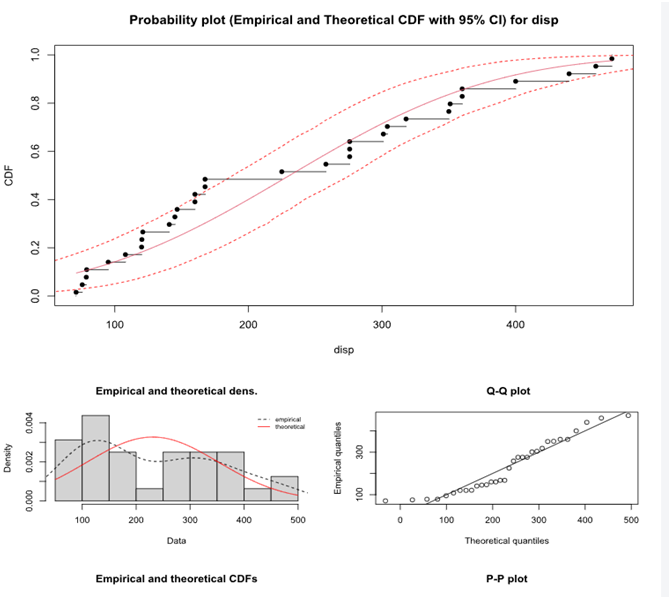 Probability plot (Empirical and Theoretical CDF with 95% CI) for disp
CDF
1.0
0.8
0.6
0.4
0.2
0.0
100 200 300 400
disp
Empirical and theoretical dens.
Density
0.004
0.002
0.000
empirical
theoretical
100 200 300 400 500
Data
Q-Q plot
Empirical quantiles
300
100
0 100 200 300 400 500
Theoretical quantiles
Empirical and theoretical CDFs
P-P plot